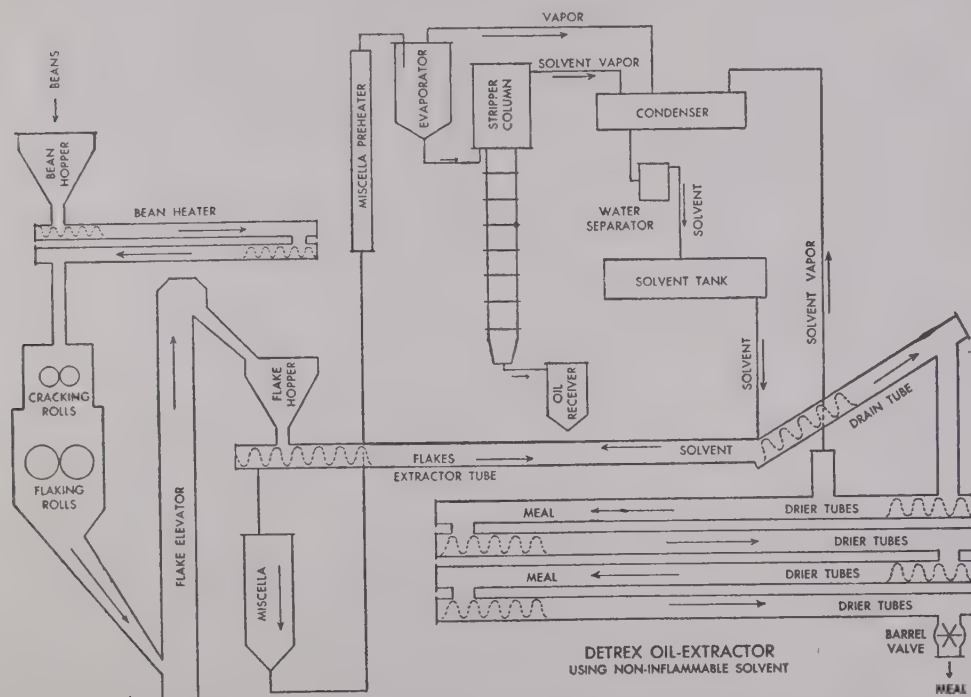 BEANS
BEAN
HOPPER
BEAN HEATER
CRACKING
ROLLS
FLAKING
ROLLS
FLAKE ELEVATOR
FLAKE
HOPPER
FLAKES
EXTRACTOR TUBE
MISCELLA
MISCELLA PREHEATER
EVAPORATOR
VAPOR
SOLVENT VAPOR
STRIPPER
COLUMN
CONDENSER
WATER
SEPARATOR
SOLVENT
SOLVENT TANK
OIL
RECEIVER
SOLVENT
SOLVENT
SOLVENT VAPOR
DRAIN TUBE
MEAL
DRIER TUBES
DRIER TUBES
MEAL
DRIER TUBES
DRIER TUBES
BARREL
VALVE
MEAL
DETREX OIL-EXTRACTOR
USING NON-INFLAMMABLE SOLVENT